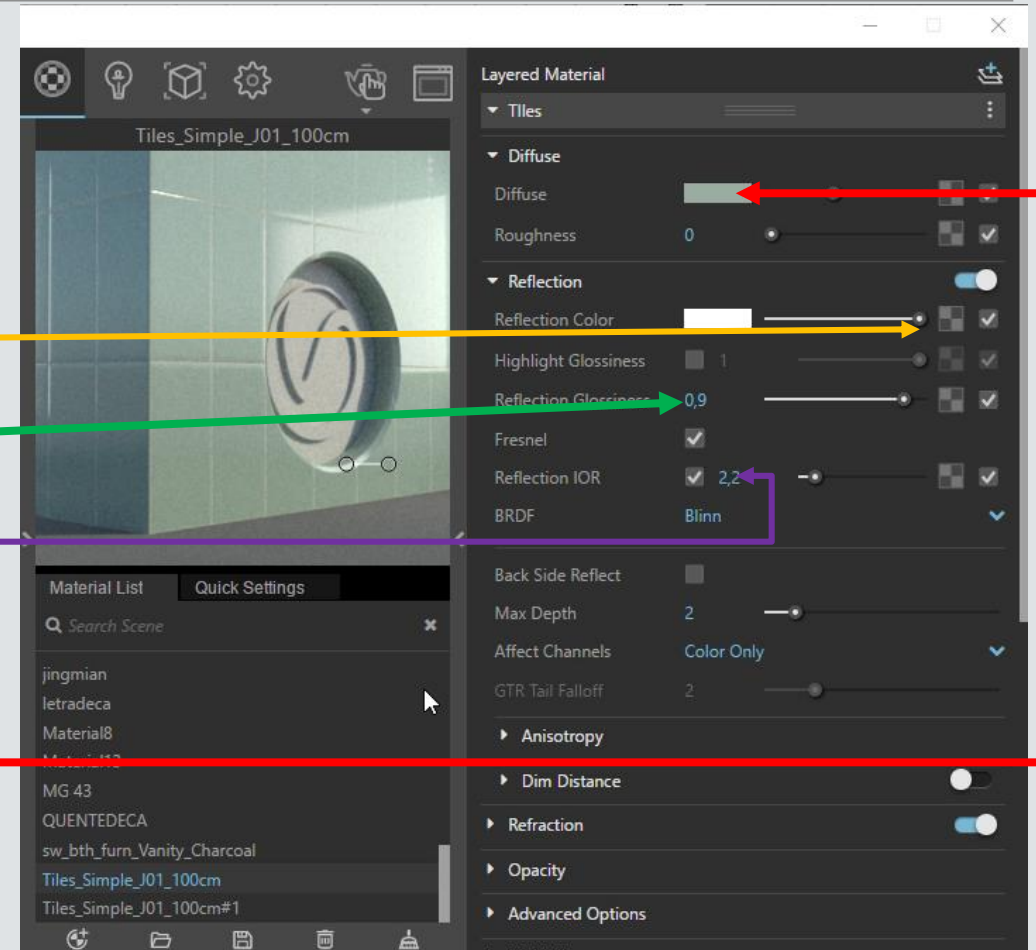 Layered Material
TIles
Tiles_Simple_J01_100cm
Diffuse
Diffuse
Roughness 0
Reflection
Reflection Color
Highlight Glossiness 1
Reflection Glossiness 0,9
Fresnel
Reflection IOR 2,2
BRDF Blinn
Back Side Reflect
Max Depth 2
Affect Channels Color Only
GTR Tail Falloff 2
Anisotropy
Dim Distance
Refraction
Opacity
Advanced Options
Material List Quick Settings
Search Scene
jingmian
letradeca
Material8
MG 43
QUENTEDECA
sw_bth_furn_Vanity_Charcoal
Tiles_Simple_J01_100cm
Tiles_Simple_J01_100cm#1